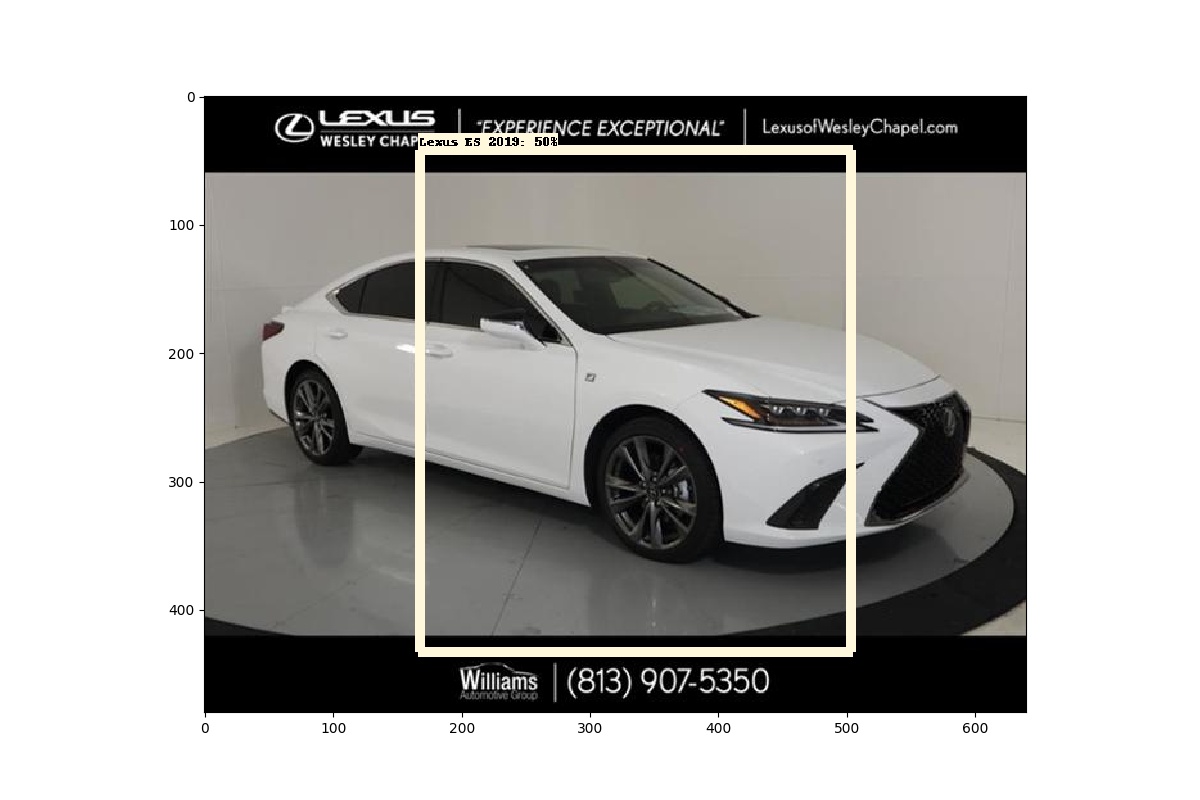 0
100
200
300
400
LEXUS
WESLEY CHAP
"EXPERIENCE EXCEPTIONAL"
LexusofWesleyChapel.com
Lexus ES 2019: 50%
Williams
Automotive Group
(813) 907-5350
0 100 200 300 400 500 600